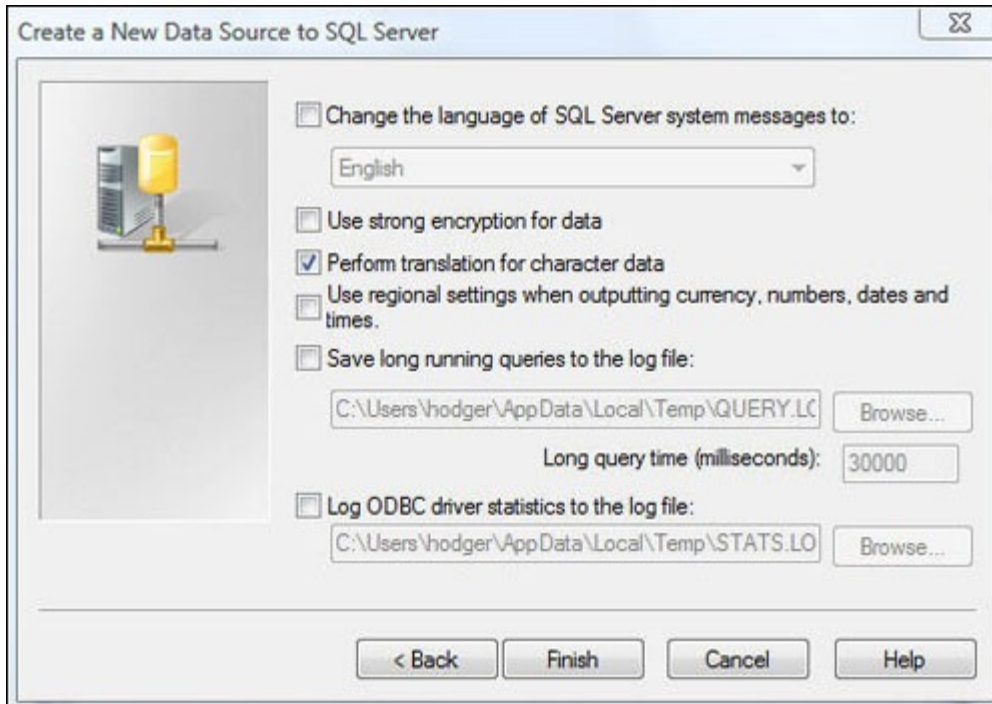 Create a New Data Source to SQL Server
Change the language of SQL Server system messages to:
English
Use strong encryption for data
Perform translation for character data
Use regional settings when outputting currency, numbers, dates and
times.
Save long running queries to the log file:
C:\Users\hodger\AppData\Local\Temp\QUERY.LO
Browse...
Long query time (milliseconds):
30000
Log ODBC driver statistics to the log file:
C:\Users\hodger\AppData\Local\Temp\STATS.LO
Browse...
< Back
Finish
Cancel
Help